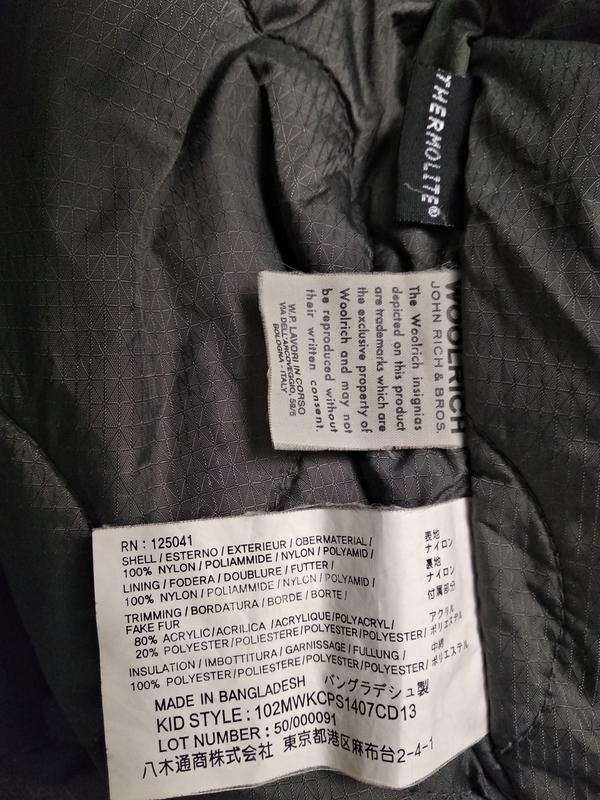 THERMOLITE®
WOOLRICH
JOHN RICH & BROS.
The Woolrich insignias
depicted on this product
are trademarks which are
the exclusive property of
Woolrich and may not
be reproduced without
their written consent.
W.P. LAVORI IN CORSO
VIA DELL'ARCOVEGGIO, 59/5
BOLOGNA - ITALY
RN : 125041
SHELL / ESTERNO / EXTERIEUR / OBERMATERIAL /
100% NYLON / POLIAMMIDE / NYLON / POLYAMID /
LINING / FODERA / DOUBLURE / FUTTER /
100% NYLON / POLIAMMIDE / NYLON / POLYAMID /
TRIMMING / BORDATURA / BORDE / BORTE /
FAKE FUR
80% ACRYLIC/ACRILICA /ACRYLIQUE/POLYACRYL/
20% POLYESTER/POLIESTERE/POLYESTER/POLYESTER/
INSULATION / IMBOTTITURA / GARNISSAGE / FULLUNG /
100% POLYESTER/POLIESTERE/POLYESTER/POLYESTER/
表地
ナイロン
裏地
ナイロン
付属部分
アクリル
ポリエステル
中綿
ポリエステル
MADE IN BANGLADESH バングラデシュ製
KID STYLE : 102MWKCPS1407CD13
LOT NUMBER : 50/000091
八木通商株式会社 東京都港区麻布台2-4-1